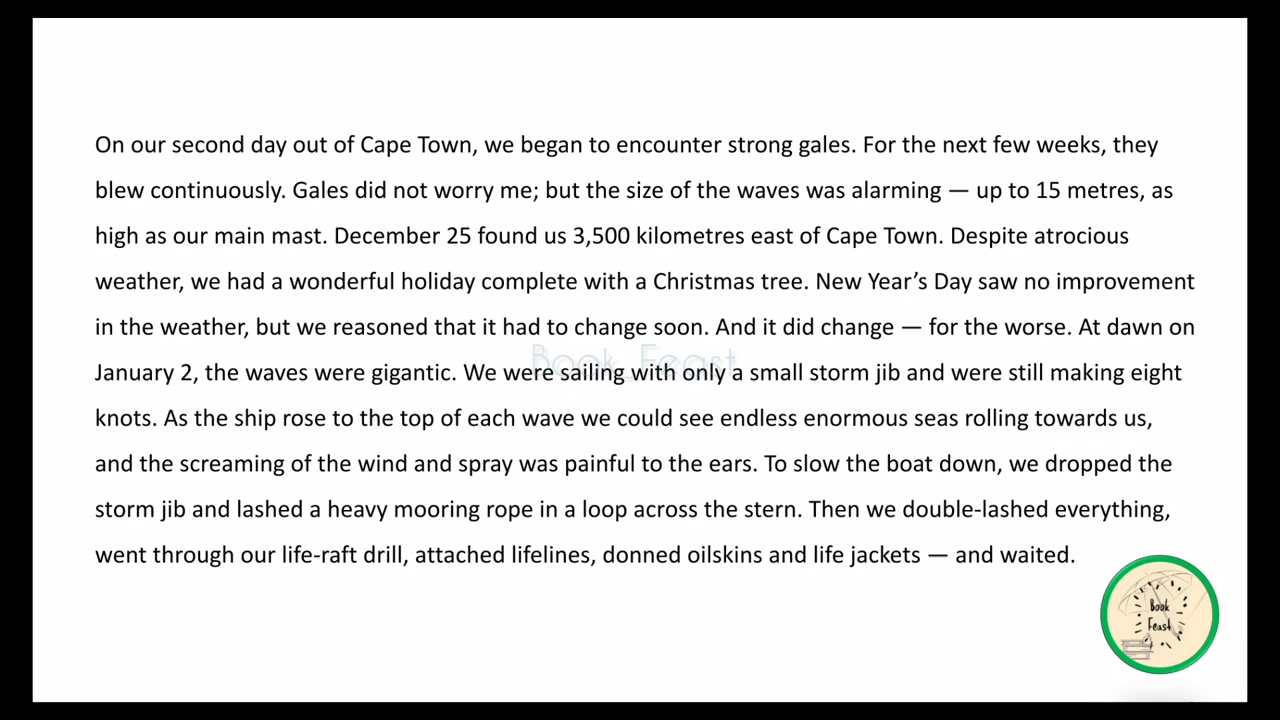 On our second day out of Cape Town, we began to encounter strong gales. For the next few weeks, they
blew continuously. Gales did not worry me; but the size of the waves was alarming — up to 15 metres, as
high as our main mast. December 25 found us 3,500 kilometres east of Cape Town. Despite atrocious
weather, we had a wonderful holiday complete with a Christmas tree. New Year’s Day saw no improvement
in the weather, but we reasoned that it had to change soon. And it did change — for the worse. At dawn on
Book_Feast
January 2, the waves were gigantic. We were sailing with only a small storm jib and were still making eight
knots. As the ship rose to the top of each wave we could see endless enormous seas rolling towards us,
and the screaming of the wind and spray was painful to the ears. To slow the boat down, we dropped the
storm jib and lashed a heavy mooring rope in a loop across the stern. Then we double-lashed everything,
went through our life-raft drill, attached lifelines, donned oilskins and life jackets — and waited.
Book
Feast